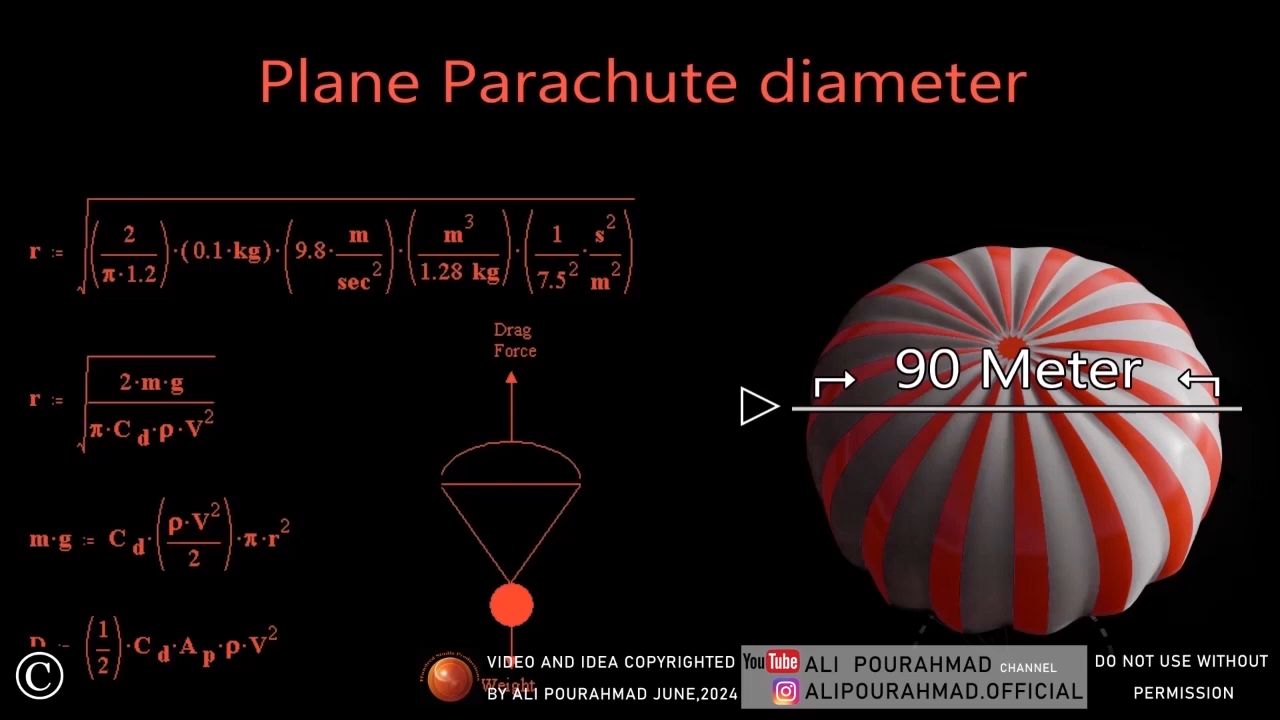 Plane Parachute diameter
r := √((2/(π·1.2))·(0.1·kg)·(9.8·m/sec²)·(m³/1.28 kg)·(1/7.5²·s²/m²))
r := √(2·m·g/(π·C_d·ρ·V²))
m·g := C_d·(ρ·V²/2)·π·r²
D := (1/2)·C_d·A_p·ρ·V²
Drag
Force
Weight
90 Meter
©
VIDEO AND IDEA COPYRIGHTED
BY ALI POURAHMAD JUNE,2024
YouTube ALI POURAHMAD CHANNEL
ALIPOURAHMAD.OFFICIAL
DO NOT USE WITHOUT
PERMISSION